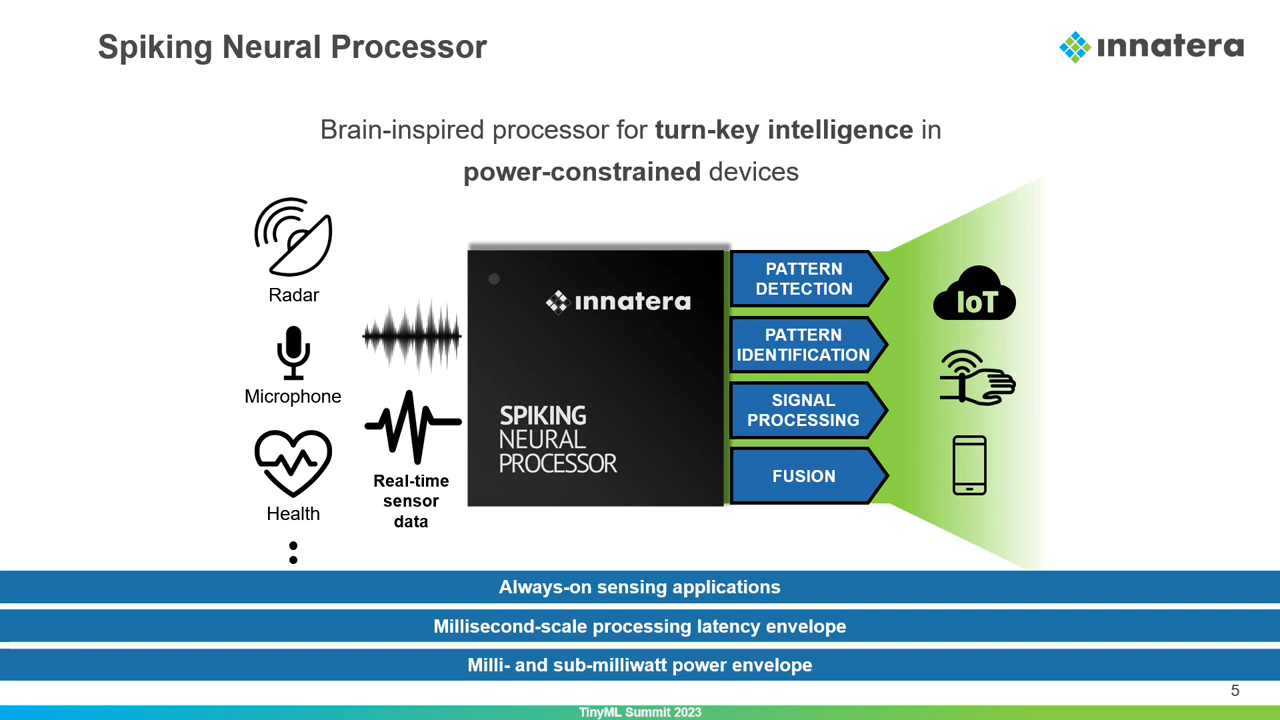 Spiking Neural Processor
innatera
Brain-inspired processor for turn-key intelligence in
power-constrained devices
Radar
Microphone
Health
Real-time
sensor
data
innatera
SPIKING
NEURAL
PROCESSOR
PATTERN
DETECTION
PATTERN
IDENTIFICATION
SIGNAL
PROCESSING
FUSION
IoT
Always-on sensing applications
Millisecond-scale processing latency envelope
Milli- and sub-milliwatt power envelope
5
TinyML Summit 2023